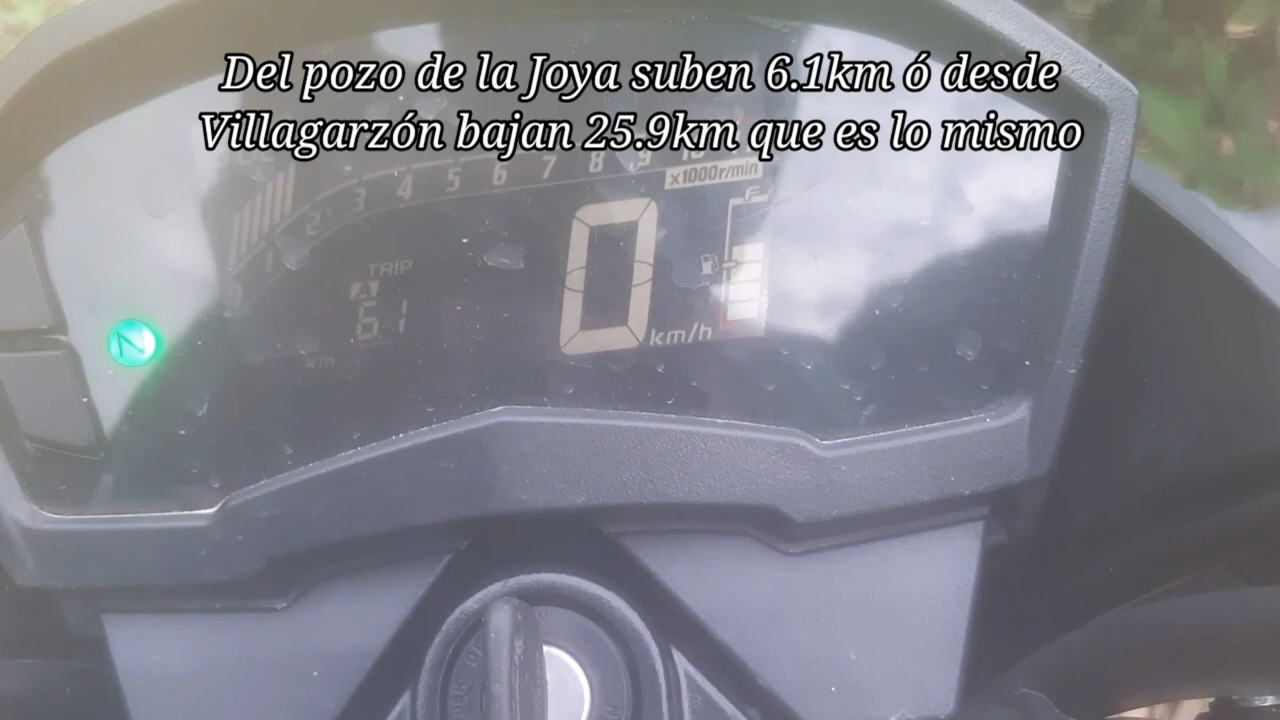 Del pozo de la Joya suben 6.1km ó desde
Villagarzón bajan 25.9km que es lo mismo
1 2 3 4 5 6 7 8 9 10
x1000r/min
F
TRIP
A
6.1
km
0
km/h
N